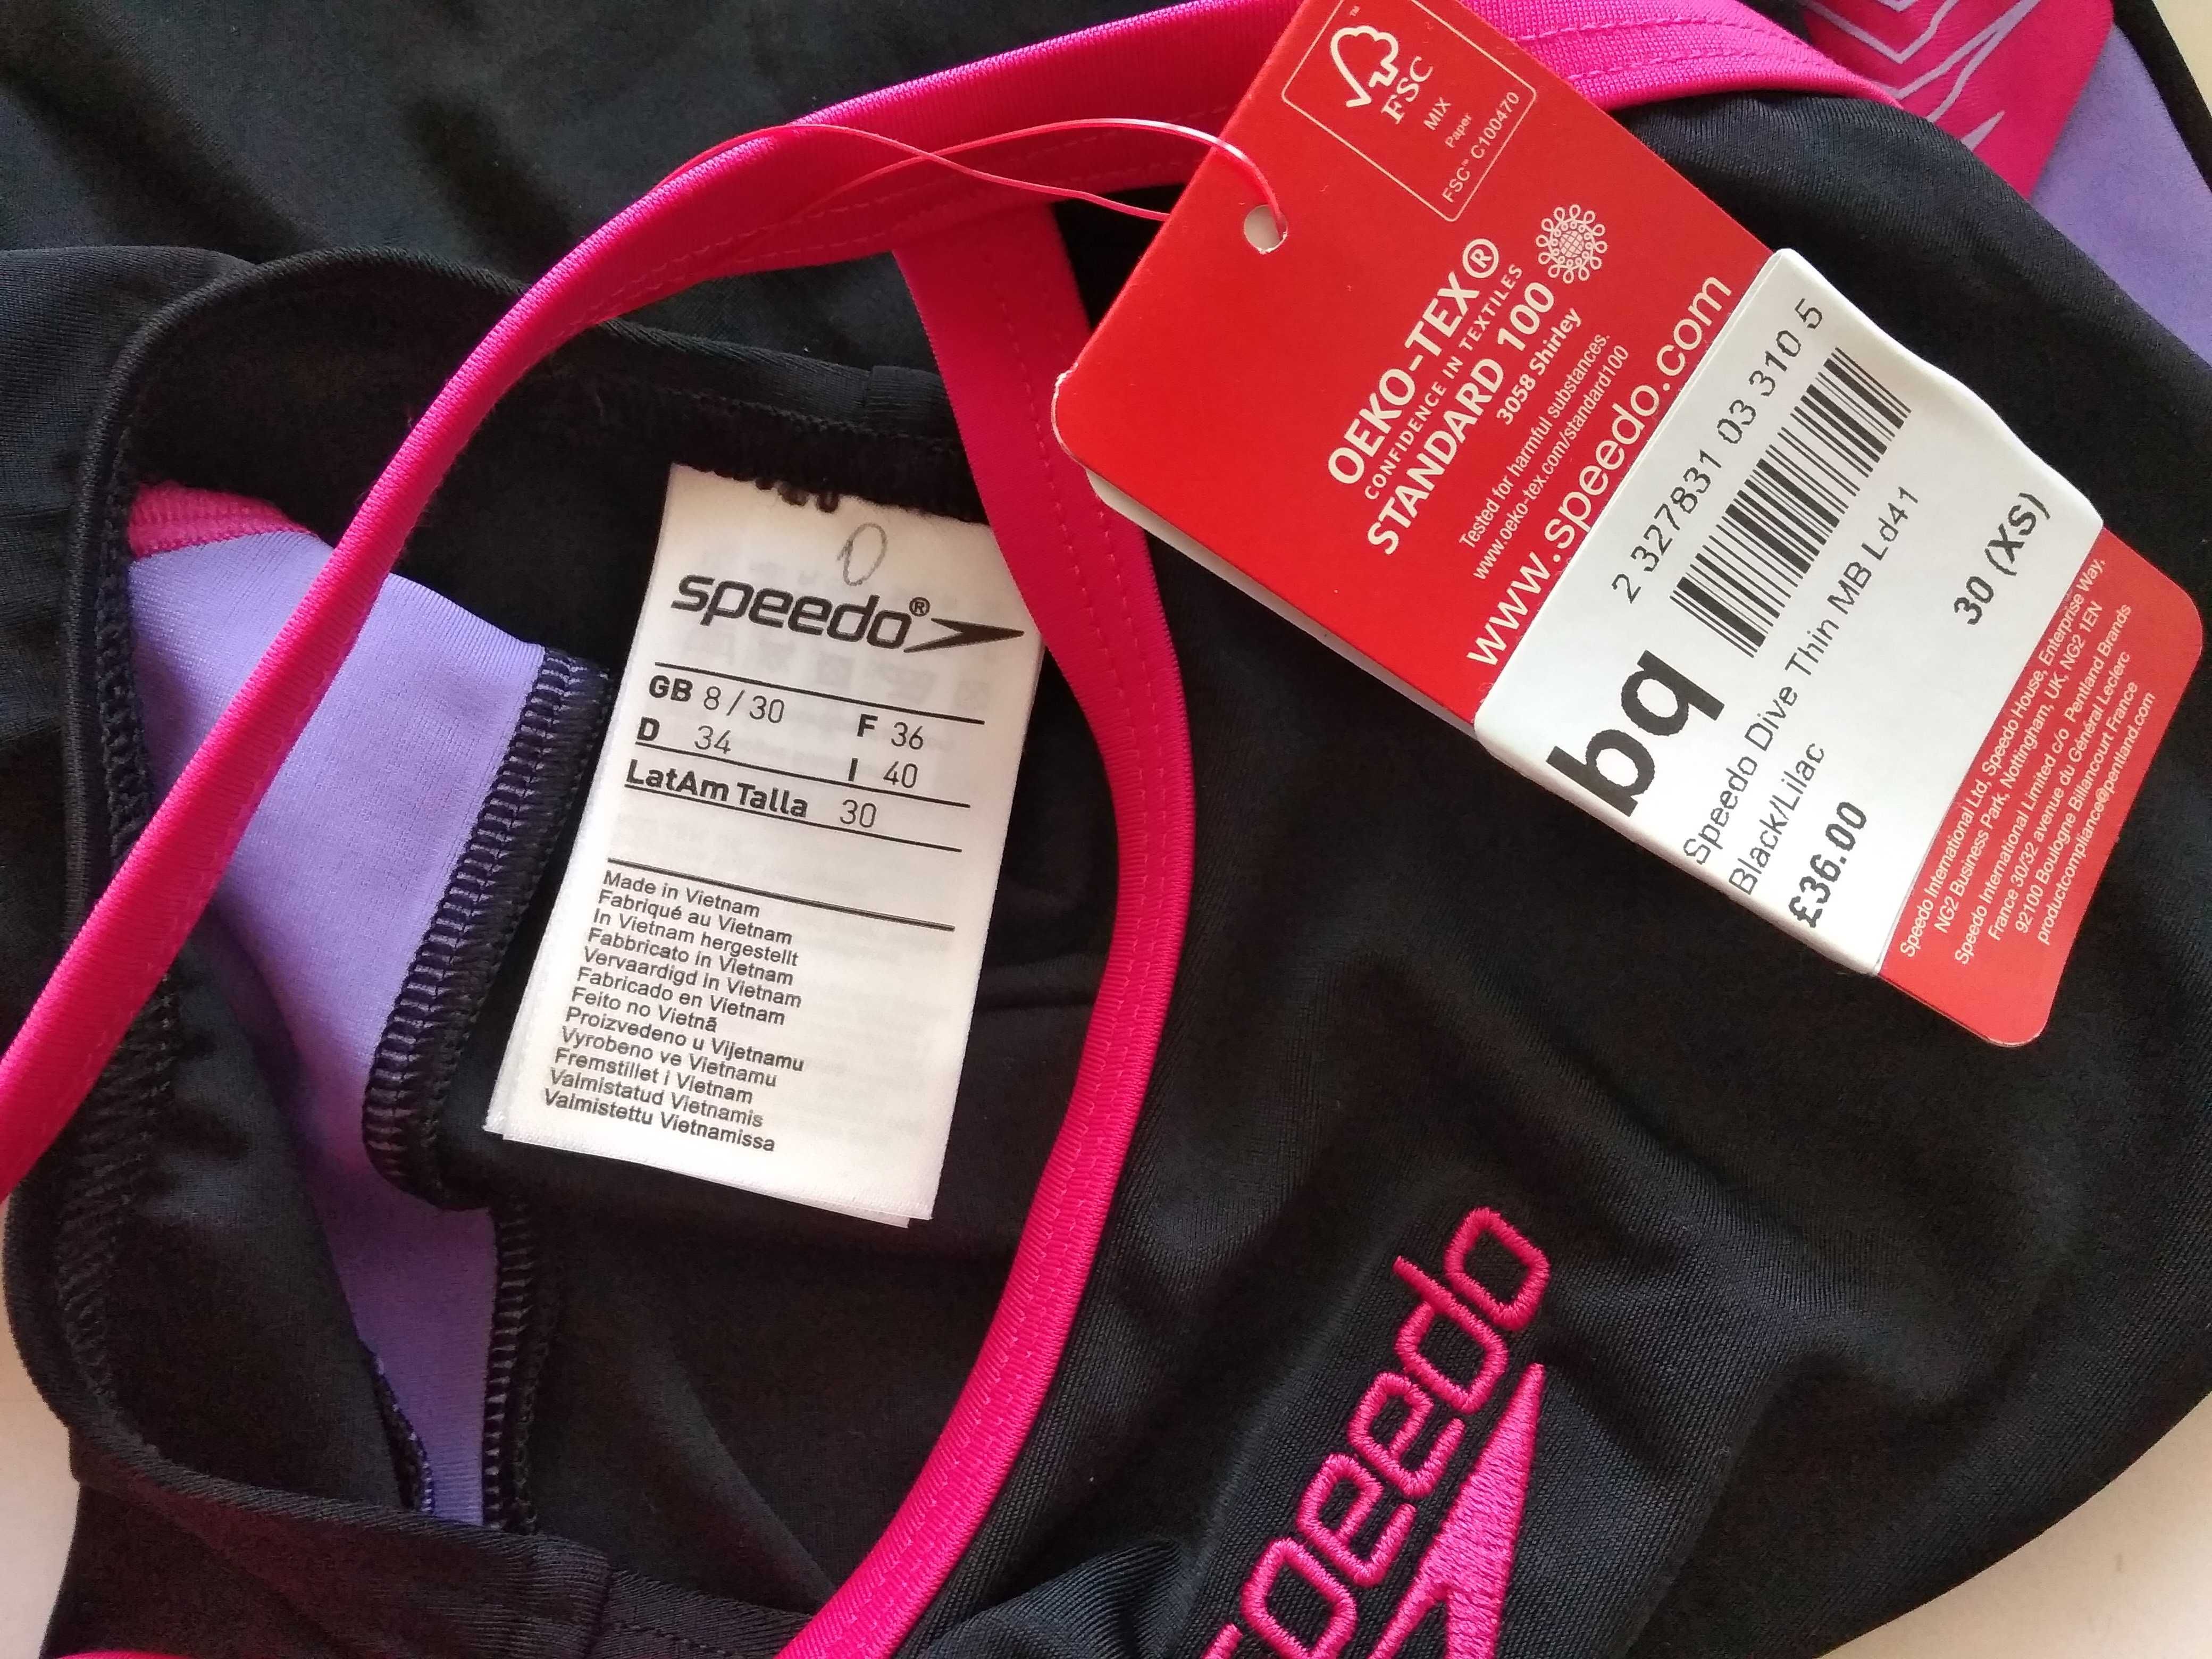 FSC™
MIX
Paper
FSC™ C100470
OEKO-TEX®
CONFIDENCE IN TEXTILES
STANDARD 100
3058 Shirley
Tested for harmful substances.
www.oeko-tex.com/standard100
www.speedo.com
2 327831 03 310 5
bq
Speedo Dive Thin MB Ld41
Black/Lilac
30 (XS)
£36.00
Speedo International Ltd, Speedo House, Enterprise Way,
NG2 Business Park, Nottingham, UK, NG2 1EN
Speedo International Limited c/o Pentland Brands
France 30/32 avenue du Général Leclerc
92100 Boulogne Billancourt France
productcompliance@pentland.com
0
speedo®
GB 8 / 30 F 36
D 34 I 40
LatAm Talla 30
Made in Vietnam
Fabriqué au Vietnam
In Vietnam hergestellt
Fabbricato in Vietnam
Vervaardigd in Vietnam
Fabricado en Vietnam
Feito no Vietnã
Proizvedeno u Vijetnamu
Vyrobeno ve Vietnamu
Fremstillet i Vietnam
Valmistatud Vietnamis
Valmistettu Vietnamissa
speedo